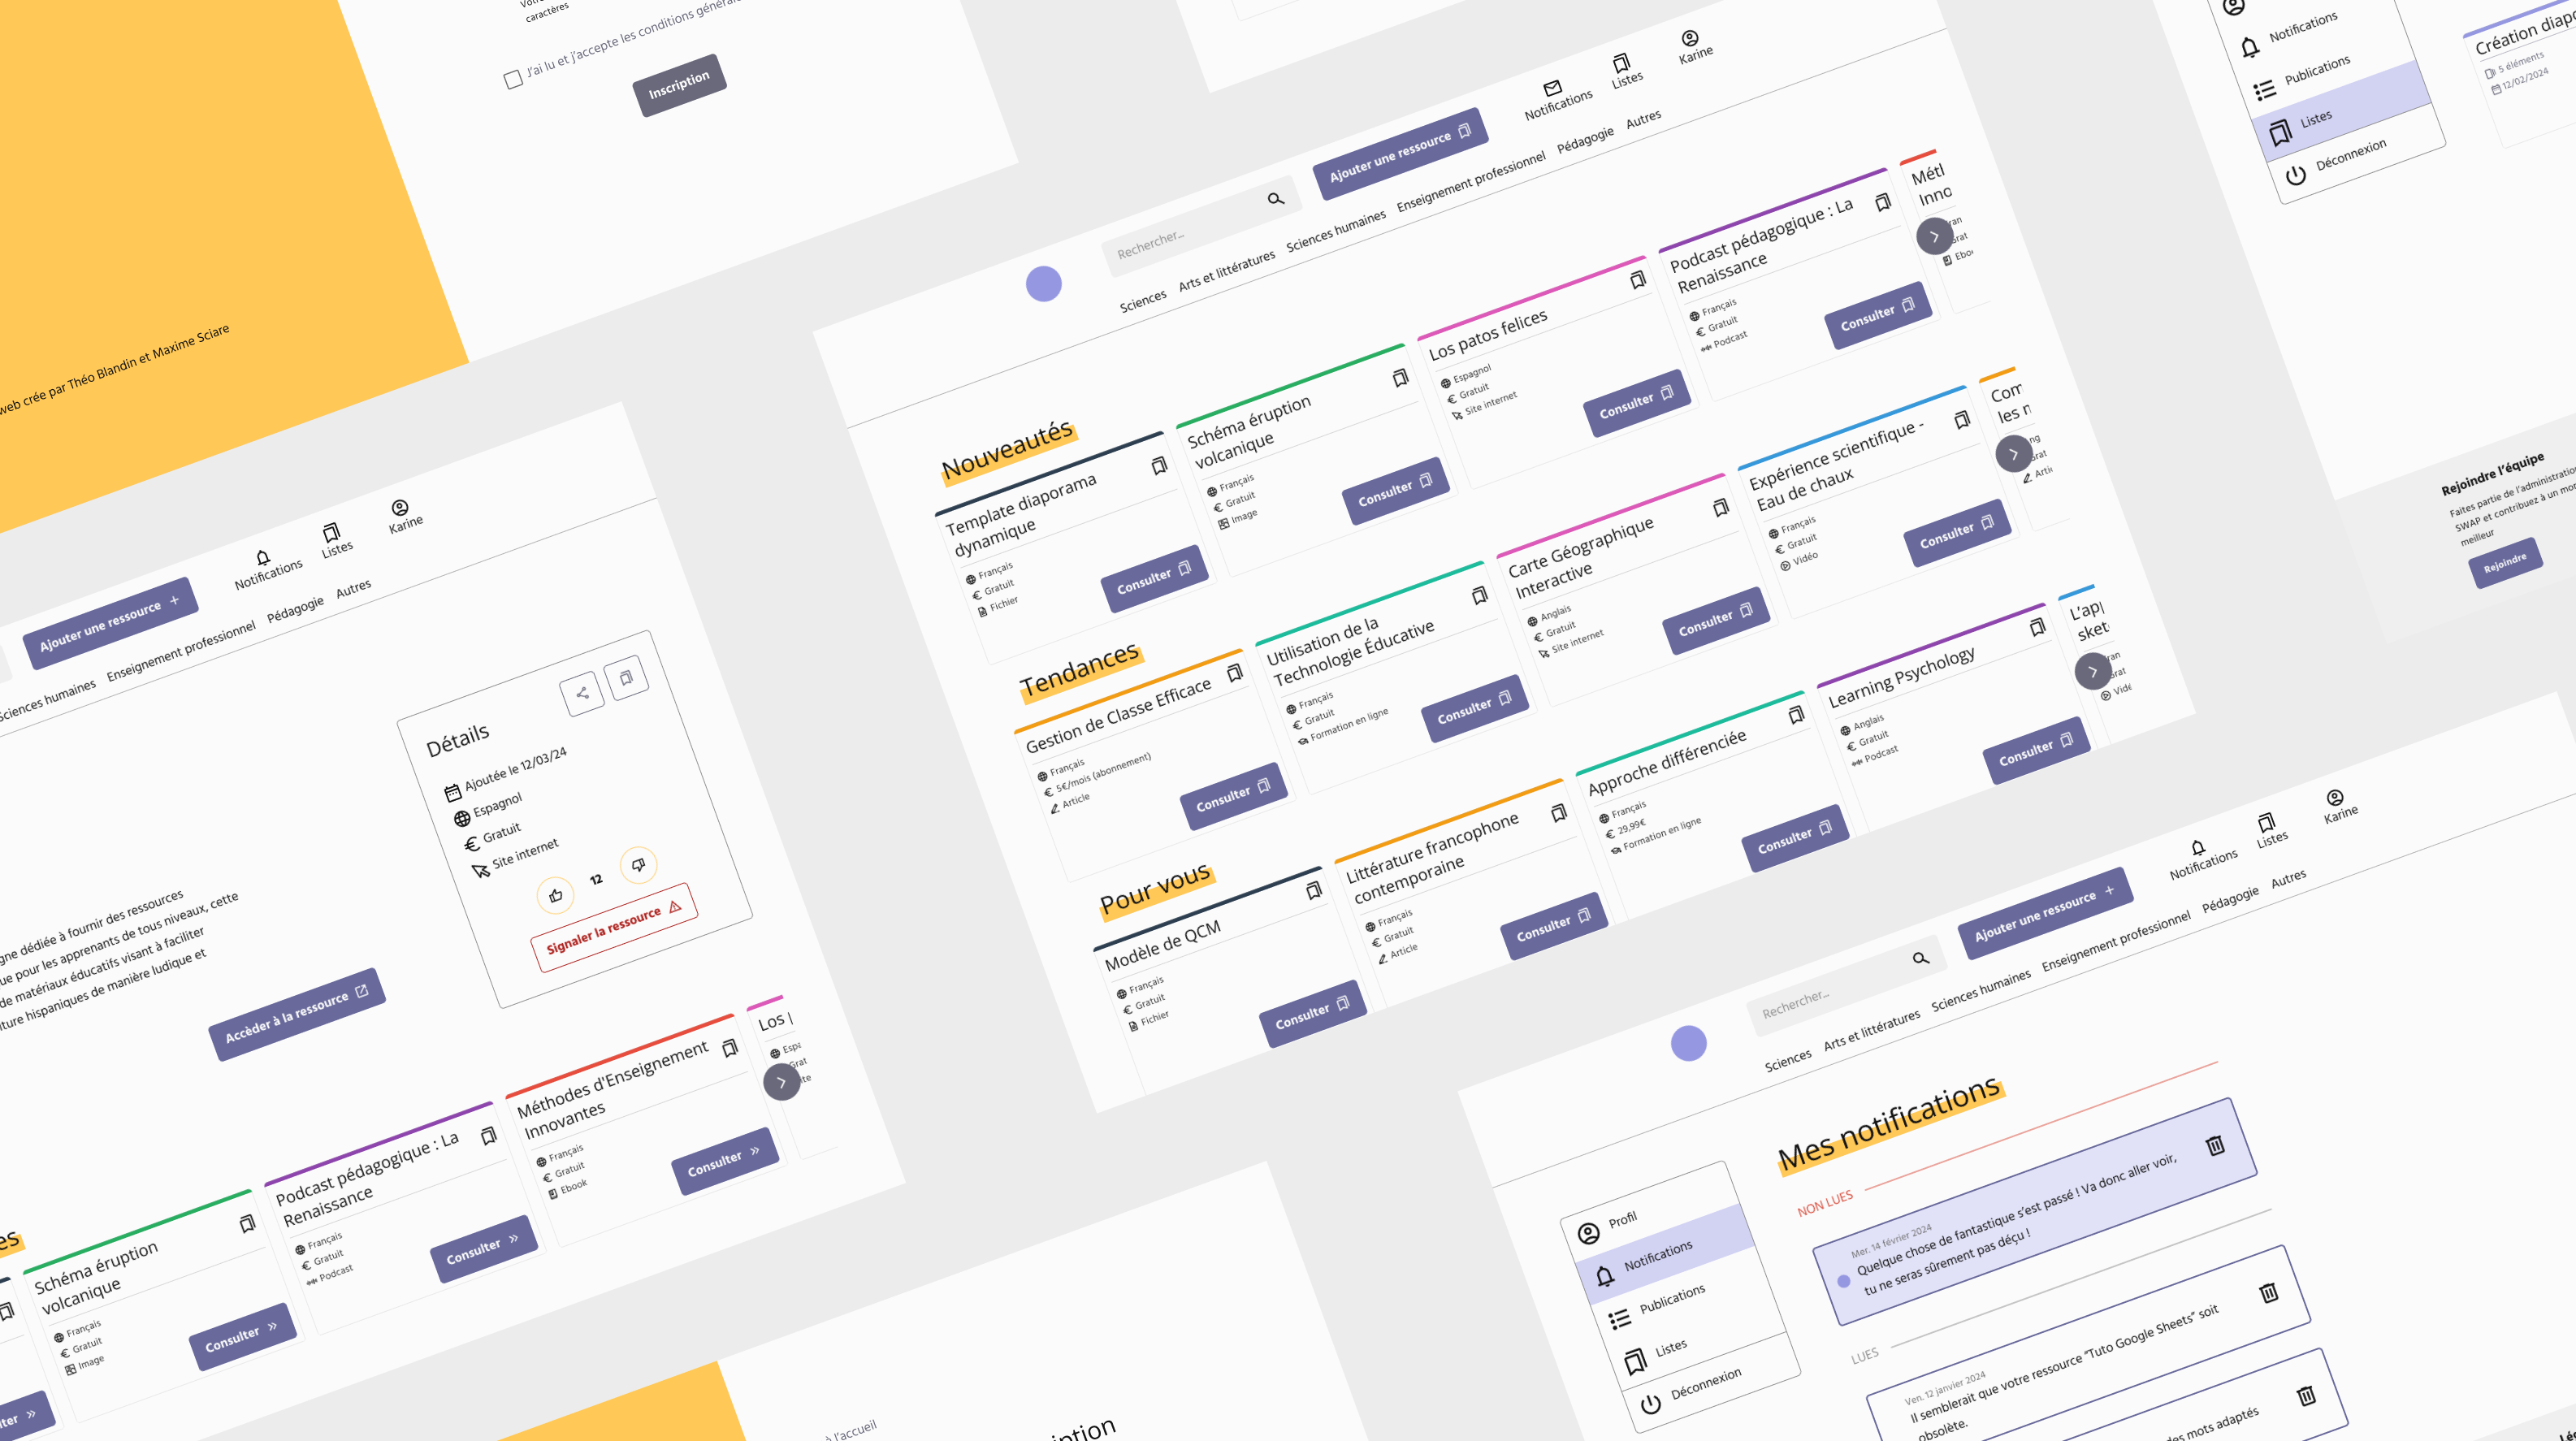 caractères
J'ai lu et j'accepte les conditions
Inscription
web crée par Théo Blandin et Maxime Sciare
Ajouter une ressource
Notifications
Listes
Karine
Sciences humaines
Enseignement professionnel
Pédagogie
Autres
Détails
Ajoutée le 12/03/24
Espagnol
Gratuit
Site internet
12
Signaler la ressource
dédiée à fournir des ressources
pour les apprenants de tous niveaux, cette
de matériaux éducatifs visant à faciliter
hispaniques de manière ludique et
Accèder à la ressource
Schéma éruption
volcanique
Français
Gratuit
Image
Consulter
Podcast pédagogique : La
Renaissance
Français
Gratuit
Podcast
Consulter
Méthodes d'Enseignement
Innovantes
Français
Gratuit
Ebook
Consulter
Los
Rechercher...
Ajouter une ressource
Notifications
Listes
Karine
Sciences
Arts et littératures
Sciences humaines
Enseignement professionnel
Pédagogie
Autres
Nouveautés
Template diaporama
dynamique
Français
Gratuit
Fichier
Consulter
Schéma éruption
volcanique
Français
Gratuit
Image
Consulter
Los patos felices
Espagnol
Gratuit
Site internet
Consulter
Podcast pédagogique : La
Renaissance
Français
Gratuit
Podcast
Consulter
Tendances
Gestion de Classe Efficace
Français
5€/mois (abonnement)
Article
Consulter
Utilisation de la
Technologie Éducative
Français
Gratuit
Formation en ligne
Consulter
Carte Géographique
Interactive
Anglais
Gratuit
Site internet
Consulter
Expérience scientifique -
Eau de chaux
Français
Gratuit
Vidéo
Consulter
Pour vous
Modèle de QCM
Français
Gratuit
Fichier
Consulter
Littérature francophone
contemporaine
Français
Gratuit
Article
Consulter
Approche différenciée
Français
29,99€
Formation en ligne
Consulter
Learning Psychology
Anglais
Gratuit
Podcast
Consulter
Notifications
Publications
Listes
Déconnexion
Création
5 éléments
12/02/2024
Rejoindre l'équipe
Faites partie de l'administration
SWAP et contribuez à un
meilleur
Rejoindre
Rechercher...
Ajouter une ressource
Notifications
Listes
Karine
Sciences
Arts et littératures
Sciences humaines
Enseignement professionnel
Pédagogie
Autres
Profil
Notifications
Publications
Listes
Déconnexion
Mes notifications
NON LUES
Mer. 14 février 2024
Quelque chose de fantastique s'est passé ! Va donc aller voir,
tu ne seras sûrement pas déçu !
LUES
Ven. 12 janvier 2024
Il semblerait que votre ressource "Tuto Google Sheets" soit
obsolète.
des mots adaptés
à l'accueil